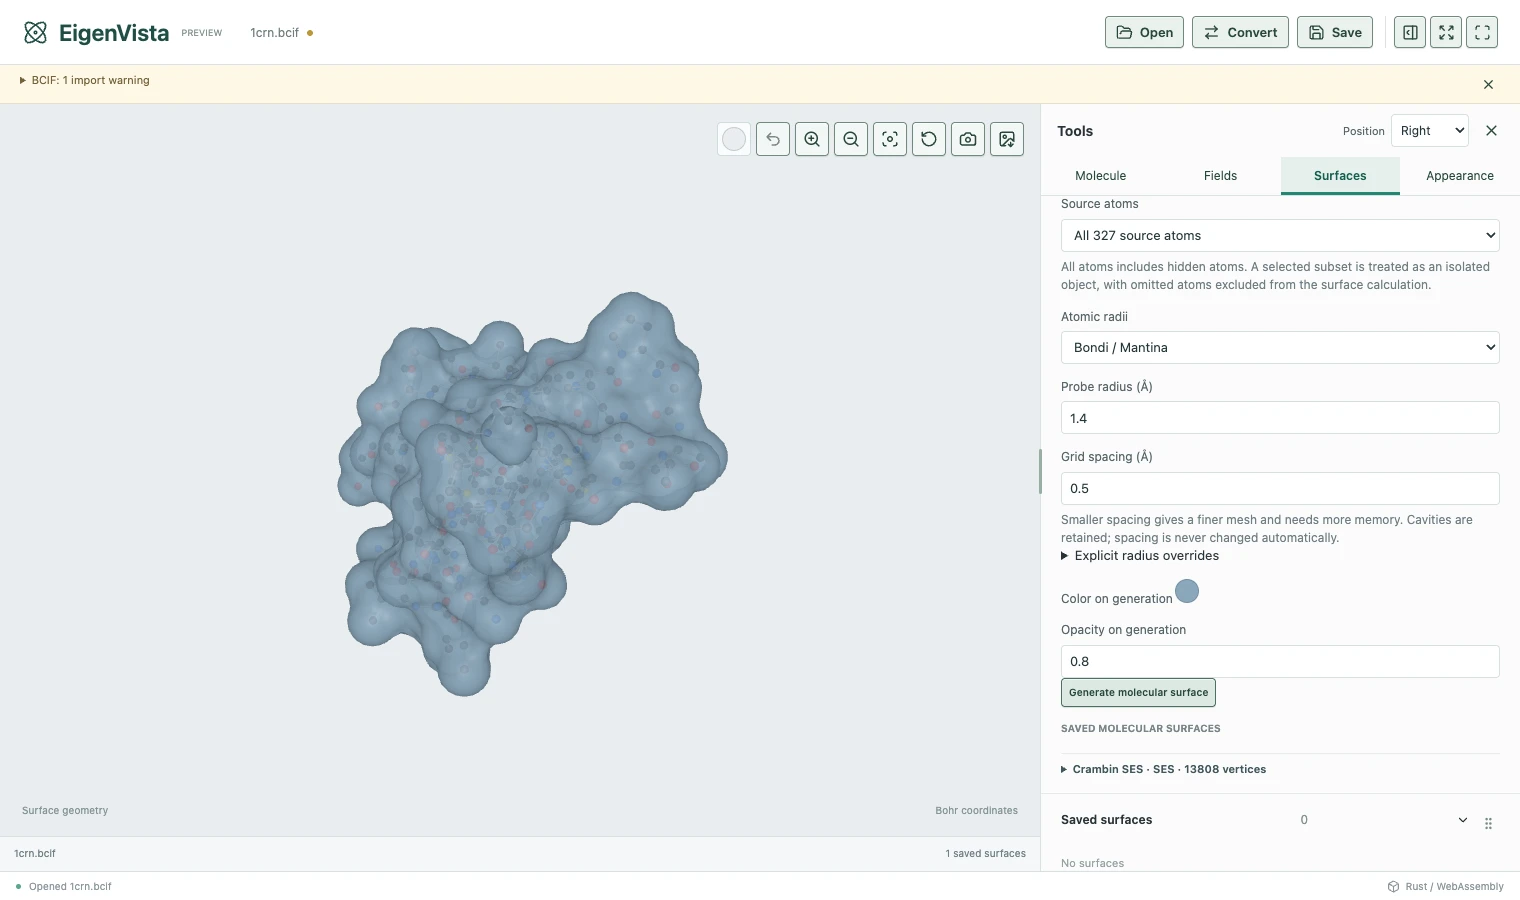 EigenVista PREVIEW 1crn.bcif
Open
Convert
Save
BCIF: 1 import warning
Surface geometry
Bohr coordinates
1crn.bcif
1 saved surfaces
Tools
Position Right
Molecule
Fields
Surfaces
Appearance
Source atoms
All 327 source atoms
All atoms includes hidden atoms. A selected subset is treated as an isolated
object, with omitted atoms excluded from the surface calculation.
Atomic radii
Bondi / Mantina
Probe radius (Å)
1.4
Grid spacing (Å)
0.5
Smaller spacing gives a finer mesh and needs more memory. Cavities are
retained; spacing is never changed automatically.
Explicit radius overrides
Color on generation
Opacity on generation
0.8
Generate molecular surface
SAVED MOLECULAR SURFACES
Crambin SES · SES · 13808 vertices
Saved surfaces 0
No surfaces
Opened 1crn.bcif
Rust / WebAssembly